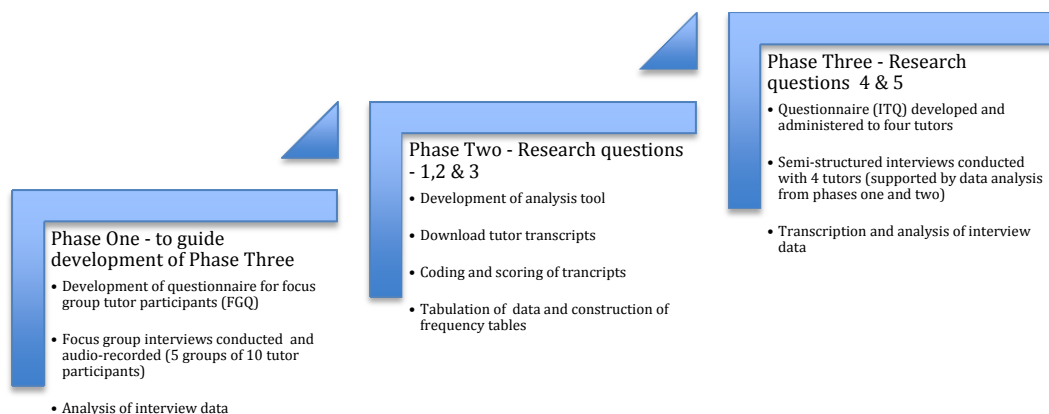 Phase One - to guide
development of Phase Three
• Development of questionnaire for focus
group tutor participants (FGQ)
• Focus group interviews conducted and
audio-recorded (5 groups of 10 tutor
participants)
• Analysis of interview data
Phase Two - Research questions
- 1,2 & 3
• Development of analysis tool
• Download tutor transcripts
• Coding and scoring of trancripts
• Tabulation of data and construction of
frequency tables
Phase Three - Research
questions 4 & 5
• Questionnaire (ITQ) developed and
administered to four tutors
• Semi-structured interviews conducted
with 4 tutors (supported by data analysis
from phases one and two)
• Transcription and analysis of interview
data